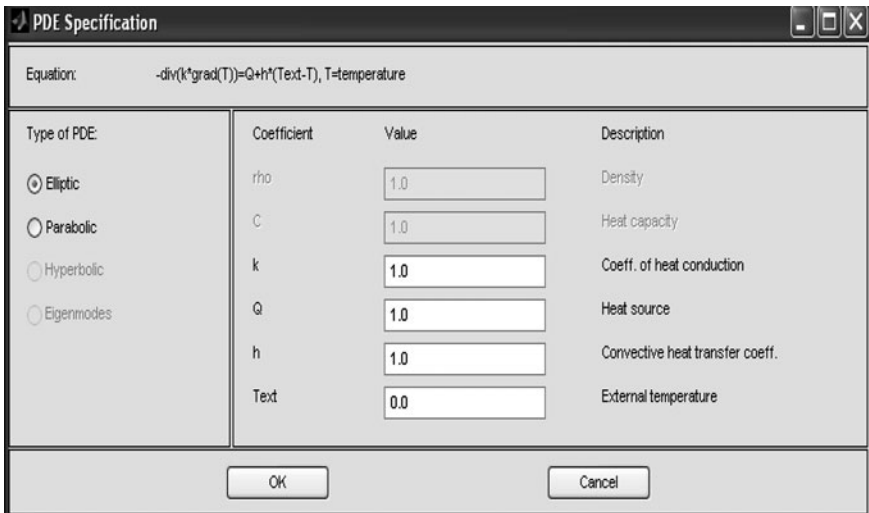 PDE Specification
Equation: -div(k*grad(T))=Q+h*(Text-T), T=temperature
Type of PDE:
Elliptic
Parabolic
Hyperbolic
Eigenmodes
Coefficient Value Description
rho 1.0 Density
C 1.0 Heat capacity
k 1.0 Coeff. of heat conduction
Q 1.0 Heat source
h 1.0 Convective heat transfer coeff.
Text 0.0 External temperature
OK Cancel